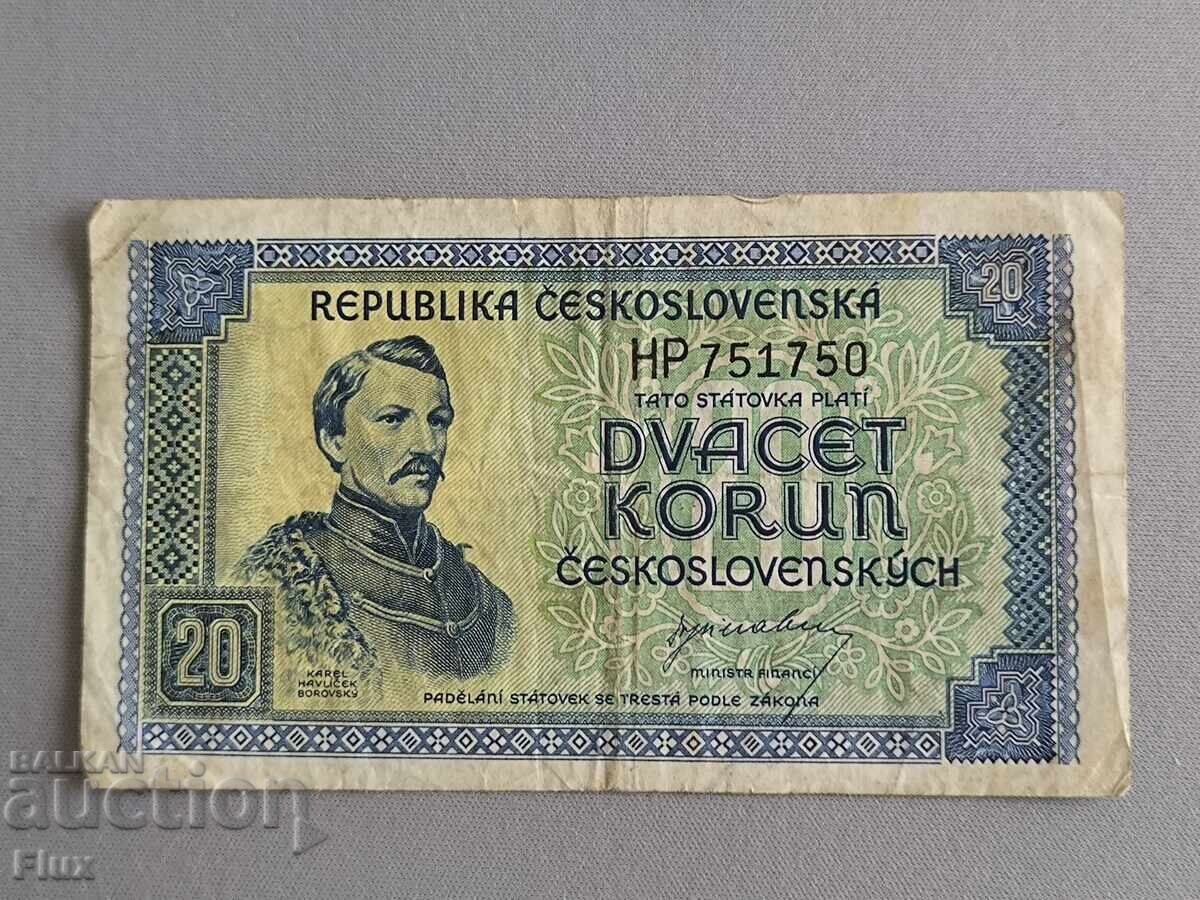 20
REPUBLIKA ČESKOSLOVENSKÁ
HP 751750
TATO STÁTOVKA PLATÍ
DVACET
KORUN
ČESKOSLOVENSKÝCH
20
20
KAREL
HAVLÍČEK
BOROVSKÝ
MINISTR FINANCÍ
PADĚLÁNÍ STÁTOVEK SE TRESTÁ PODLE ZÁKONA
BALKAN
auction
Flux